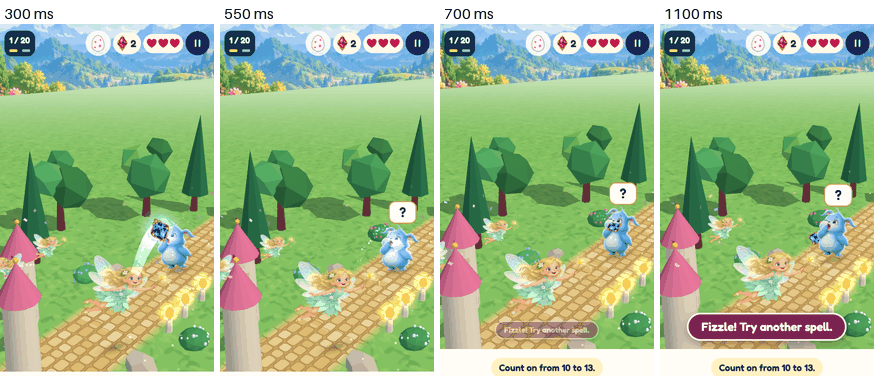 300 ms
550 ms
700 ms
1100 ms
1/20
2
1/20
2
1/20
2
1/20
2
?
?
?
Fizzle! Try another spell.
Fizzle! Try another spell.
Count on from 10 to 13.
Count on from 10 to 13.